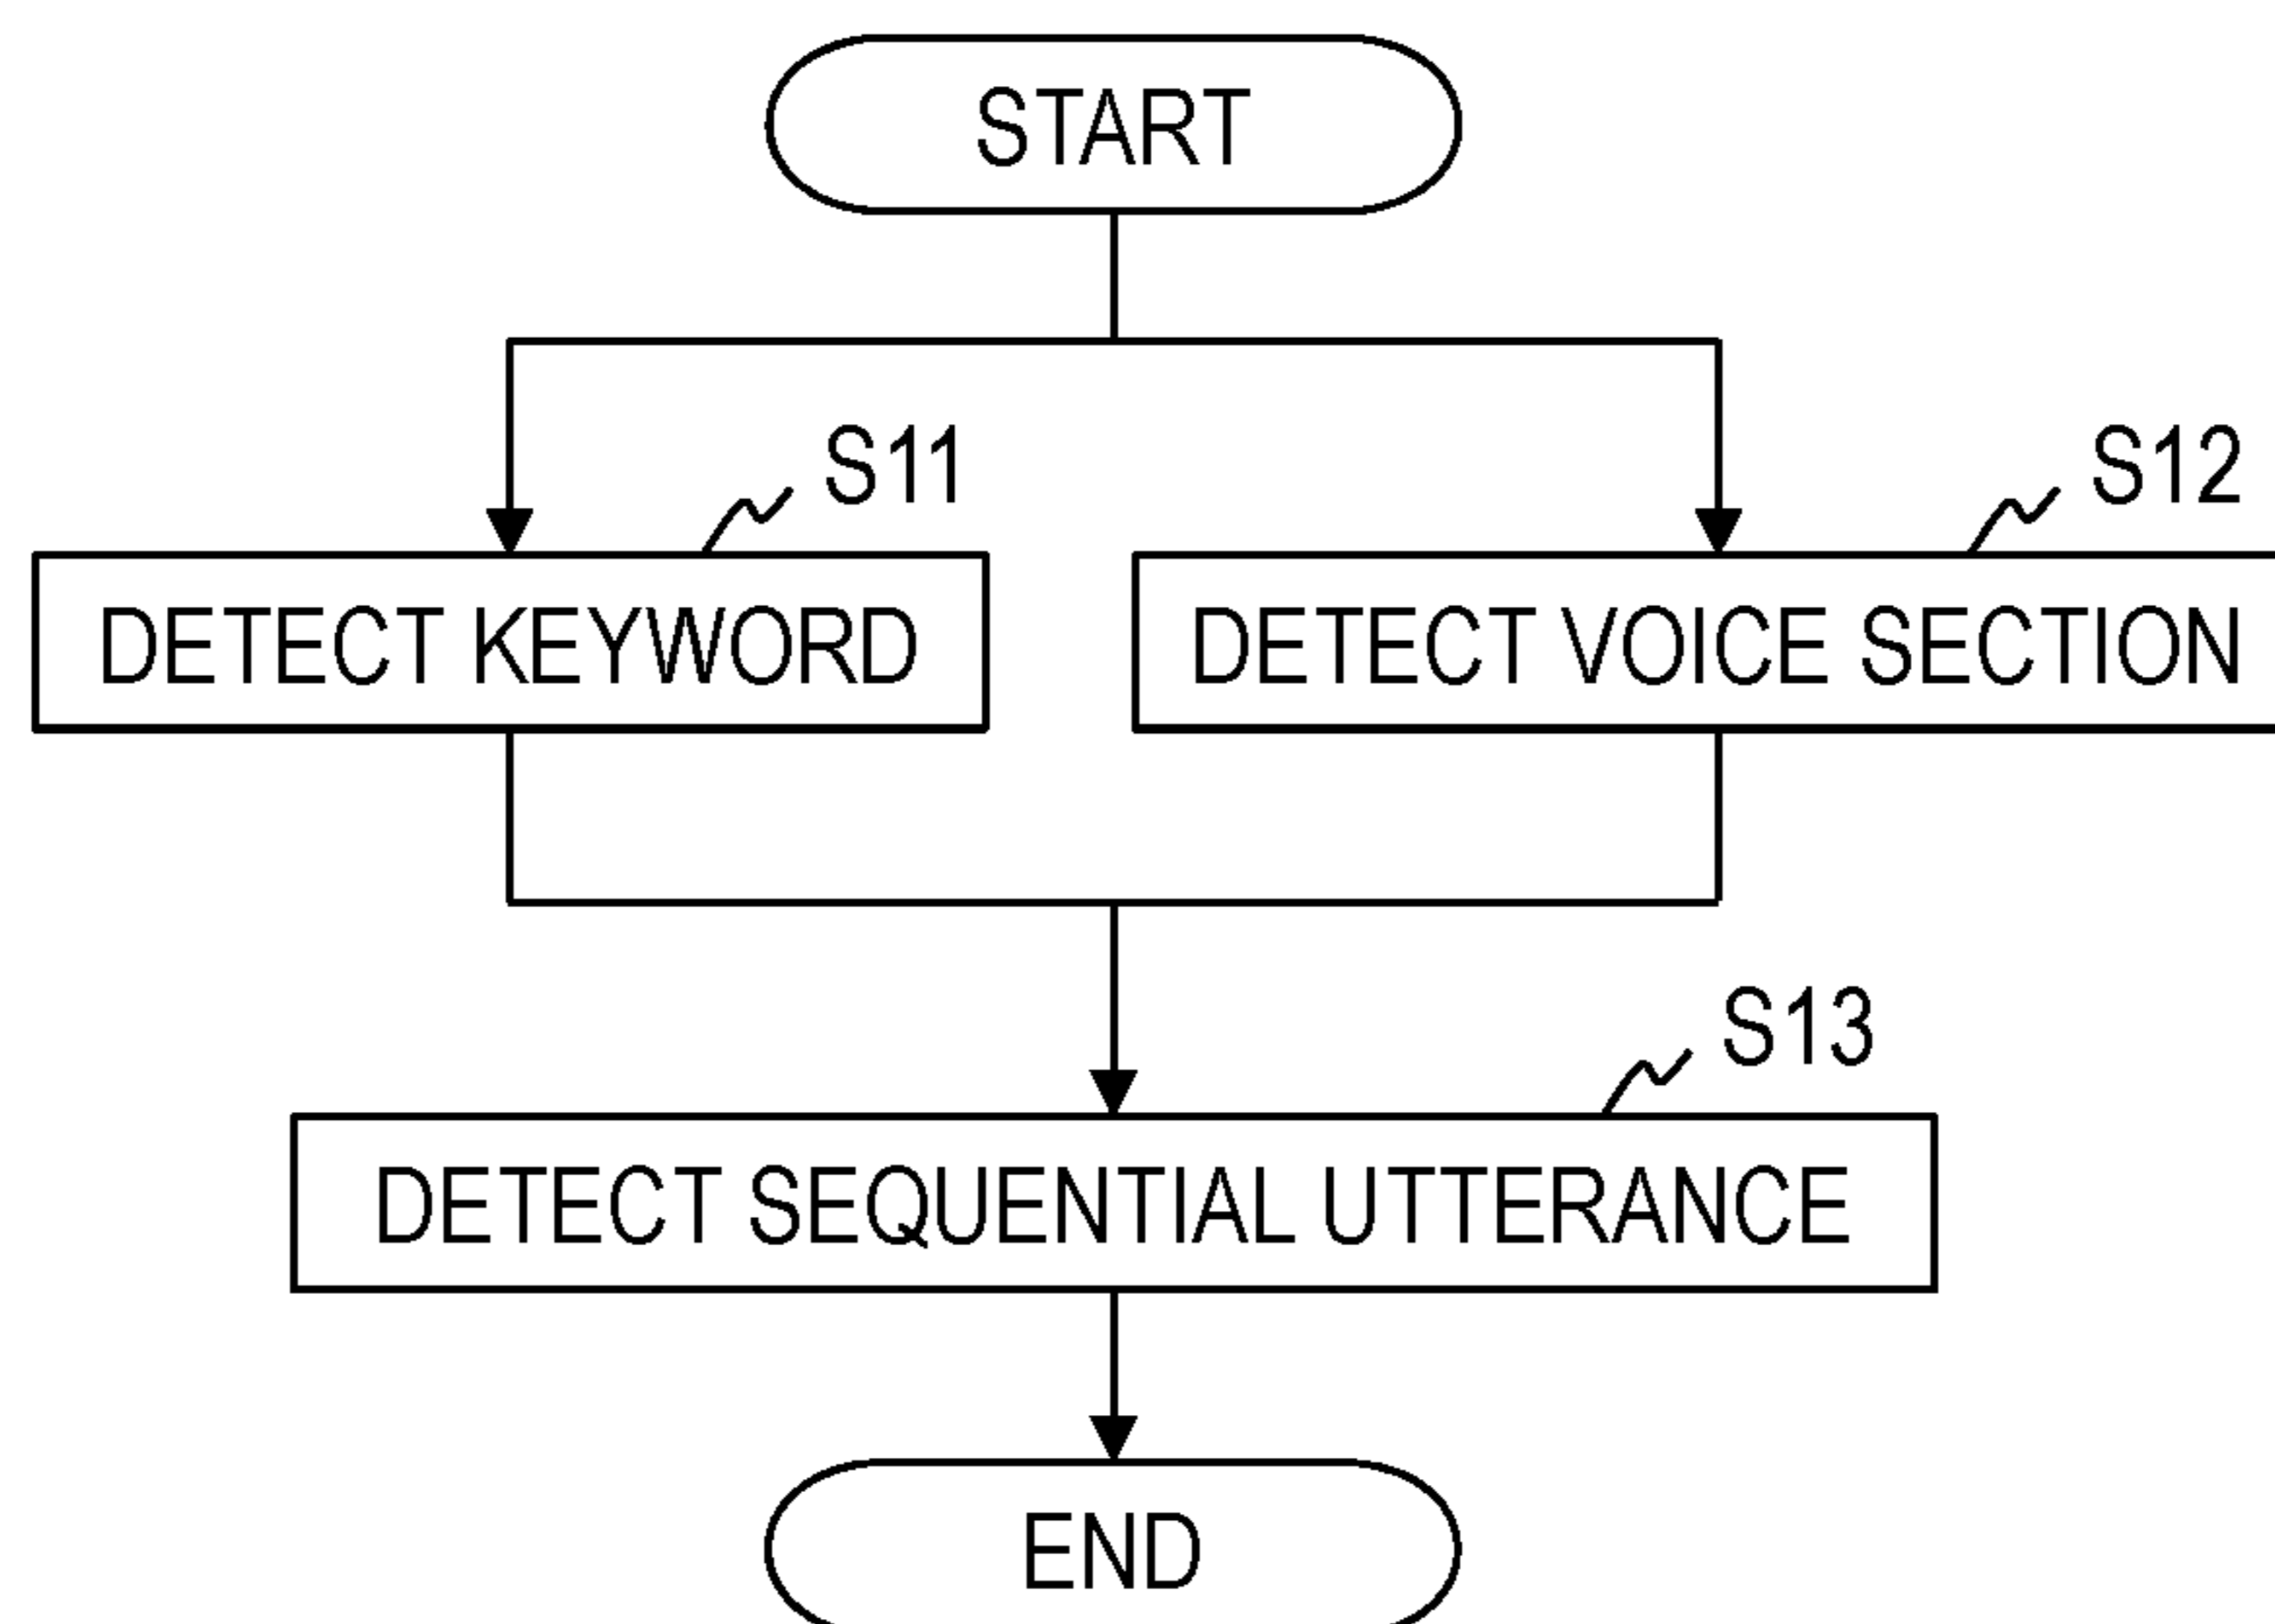 START
S11
S12
DETECT KEYWORD
DETECT VOICE SECTION
S13
DETECT SEQUENTIAL UTTERANCE
END